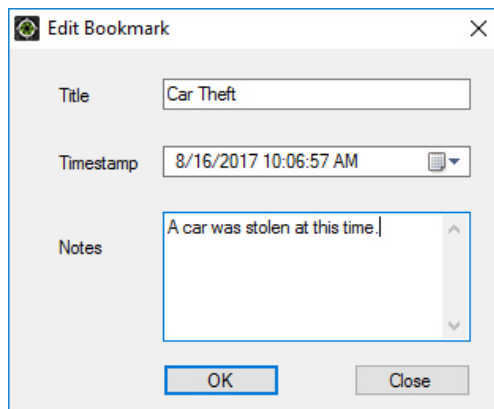 Edit Bookmark
Title
Car Theft
Timestamp
8/16/2017 10:06:57 AM
Notes
A car was stolen at this time.
OK
Close